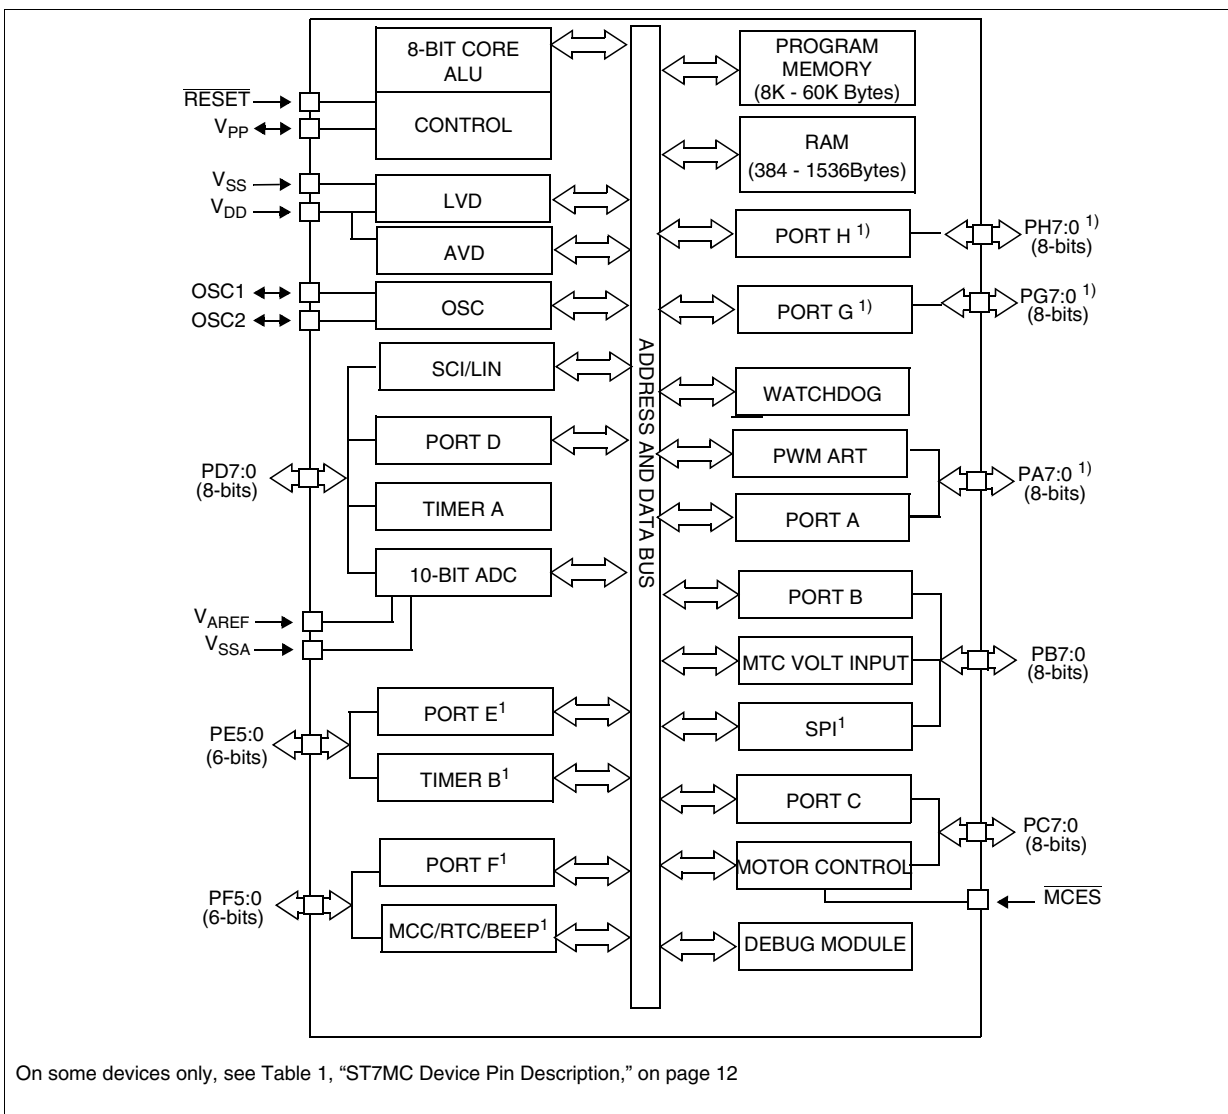 8-BIT CORE
ALU
CONTROL
RESET
VPP
VSS
VDD
LVD
AVD
OSC1
OSC2
OSC
SCI/LIN
PORT D
PD7:0
(8-bits)
TIMER A
10-BIT ADC
VAREF
VSSA
PORT E1
PE5:0
(6-bits)
TIMER B1
PORT F1
PF5:0
(6-bits)
MCC/RTC/BEEP1
ADDRESS AND DATA BUS
PROGRAM
MEMORY
(8K - 60K Bytes)
RAM
(384 - 1536Bytes)
PORT H 1)
PH7:0 1)
(8-bits)
PORT G 1)
PG7:0 1)
(8-bits)
WATCHDOG
PWM ART
PA7:0 1)
(8-bits)
PORT A
PORT B
MTC VOLT INPUT
PB7:0
(8-bits)
SPI1
PORT C
PC7:0
(8-bits)
MOTOR CONTROL
MCES
DEBUG MODULE
On some devices only, see Table 1, “ST7MC Device Pin Description,” on page 12